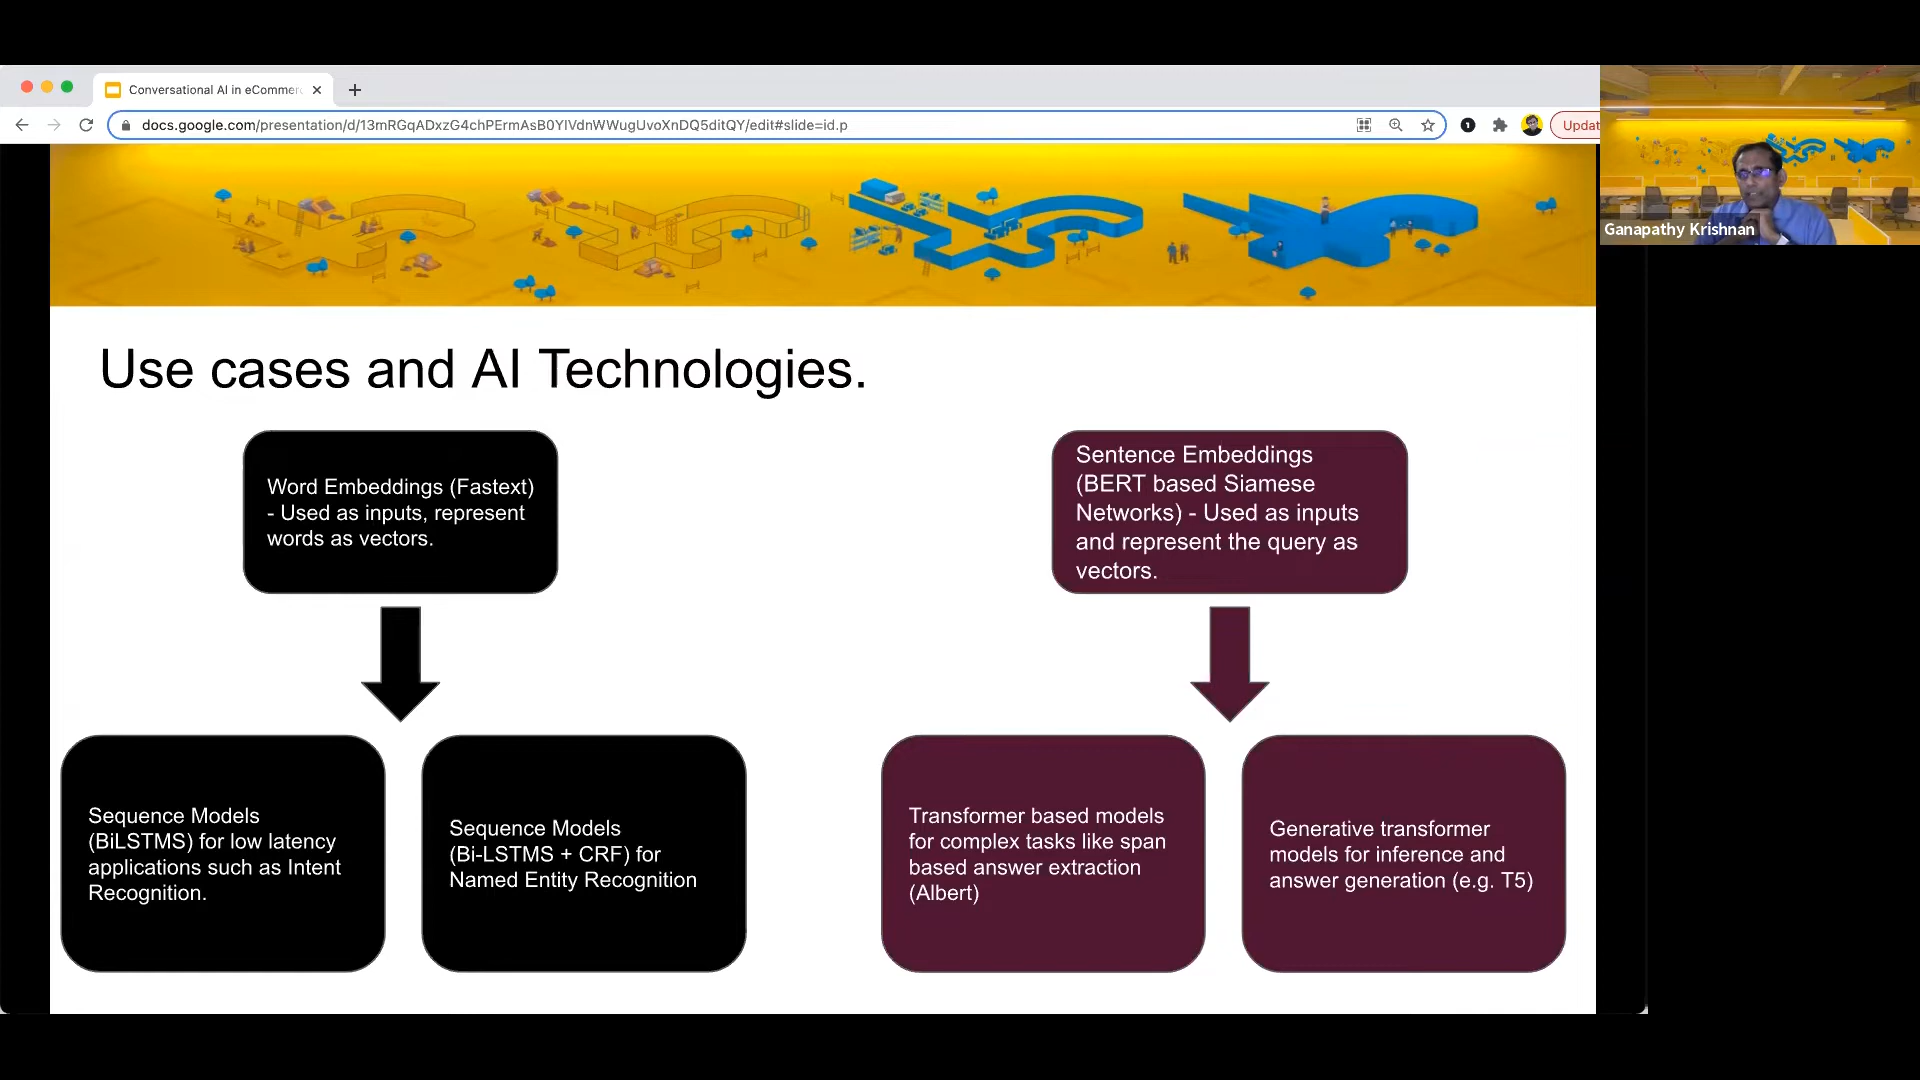 Conversational AI in eCommer
docs.google.com/presentation/d/13mRGqADxzG4chPErmAsB0YIVdnWWugUvoXnDQ5ditQY/edit#slide=id.p
1
Updat
Ganapathy Krishnan
Use cases and AI Technologies.
Word Embeddings (Fastext)
- Used as inputs, represent
words as vectors.
Sentence Embeddings
(BERT based Siamese
Networks) - Used as inputs
and represent the query as
vectors.
Sequence Models
(BiLSTMS) for low latency
applications such as Intent
Recognition.
Sequence Models
(Bi-LSTMS + CRF) for
Named Entity Recognition
Transformer based models
for complex tasks like span
based answer extraction
(Albert)
Generative transformer
models for inference and
answer generation (e.g. T5)